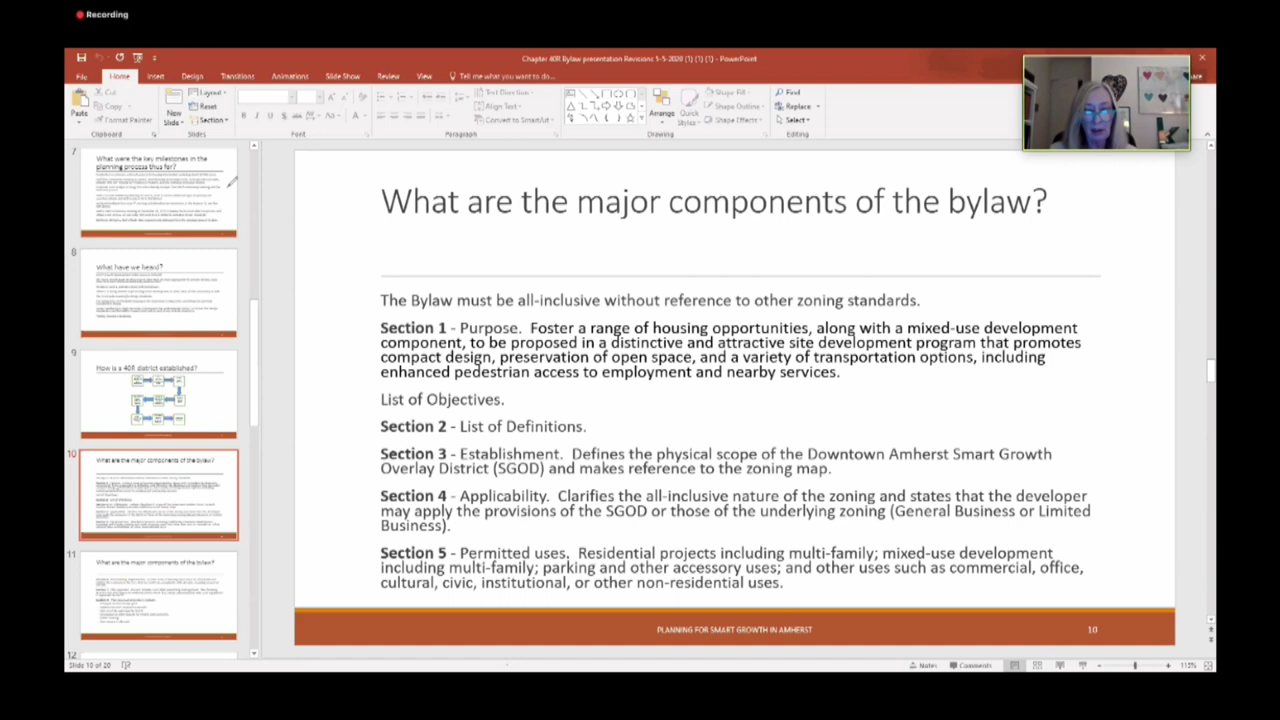 Recording
Chapter 40R Bylaw presentation Revisions 5-5-2020 (1) (1) (1) - PowerPoint
File Home Insert Design Transitions Animations Slide Show Review View Tell me what you want to do...
Paste
Cut
Copy
Format Painter
Clipboard
New Slide
Layout
Reset
Section
Slides
Font
Text Direction
Align Text
Convert to SmartArt
Paragraph
Arrange
Quick Styles
Shape Fill
Shape Outline
Shape Effects
Drawing
Find
Replace
Select
Editing
7
What were the key milestones in the
planning process thus far?
8
What have we heard?
9
How is a 40R district established?
10
What are the major components of the bylaw?
11
What are the major components of the bylaw?
12
What are the major components of the bylaw?
The Bylaw must be all-inclusive without reference to other zoning standards.
Section 1 - Purpose. Foster a range of housing opportunities, along with a mixed-use development
component, to be proposed in a distinctive and attractive site development program that promotes
compact design, preservation of open space, and a variety of transportation options, including
enhanced pedestrian access to employment and nearby services.
List of Objectives.
Section 2 - List of Definitions.
Section 3 - Establishment. Defines the physical scope of the Downtown Amherst Smart Growth
Overlay District (SGOD) and makes reference to the zoning map.
Section 4 - Applicability. Clarifies the all-inclusive nature of the zoning and states that the developer
may apply the provisions of the SGOD or those of the underlying zoning (General Business or Limited
Business).
Section 5 - Permitted uses. Residential projects including multi-family; mixed-use development
including multi-family; parking and other accessory uses; and other uses such as commercial, office,
cultural, civic, institutional or other non-residential uses.
PLANNING FOR SMART GROWTH IN AMHERST 10
Slide 10 of 20
Notes Comments
112%